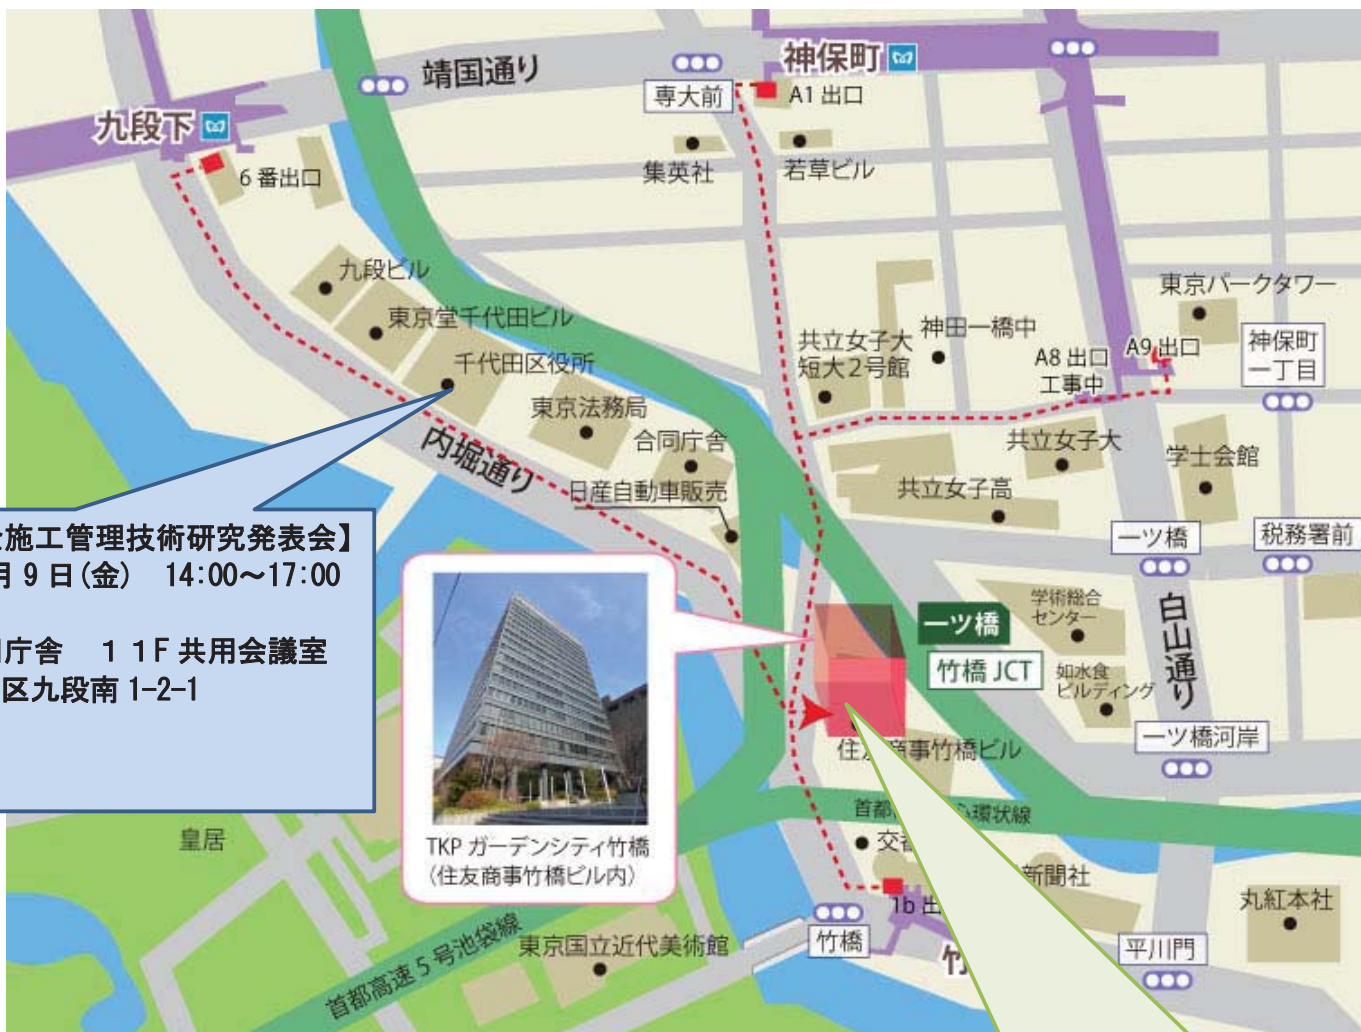 靖国通り
神保町
専大前
A1 出口
九段下
6 番出口
集英社
若草ビル
九段ビル
東京堂千代田ビル
千代田区役所
東京法務局
合同庁舎
日産自動車販売
内堀通り
共立女子大
短大２号館
神田一橋中
東京パークタワー
A8 出口
工事中
A9 出口
神保町
一丁目
共立女子大
学士会館
共立女子高
一ツ橋
税務署前
施工管理技術研究発表会】
月 9 日(金)　14:00～17:00
庁舎　１１F 共用会議室
区九段南 1-2-1
一ツ橋
竹橋 JCT
学術総合
センター
如水食
ビルディング
白山通り
一ツ橋河岸
住友商事竹橋ビル
TKP ガーデンシティ竹橋
（住友商事竹橋ビル内）
首都
環状線
交番
新聞社
皇居
1b 出
竹橋
竹
平川門
丸紅本社
東京国立近代美術館
首都高速５号池袋線